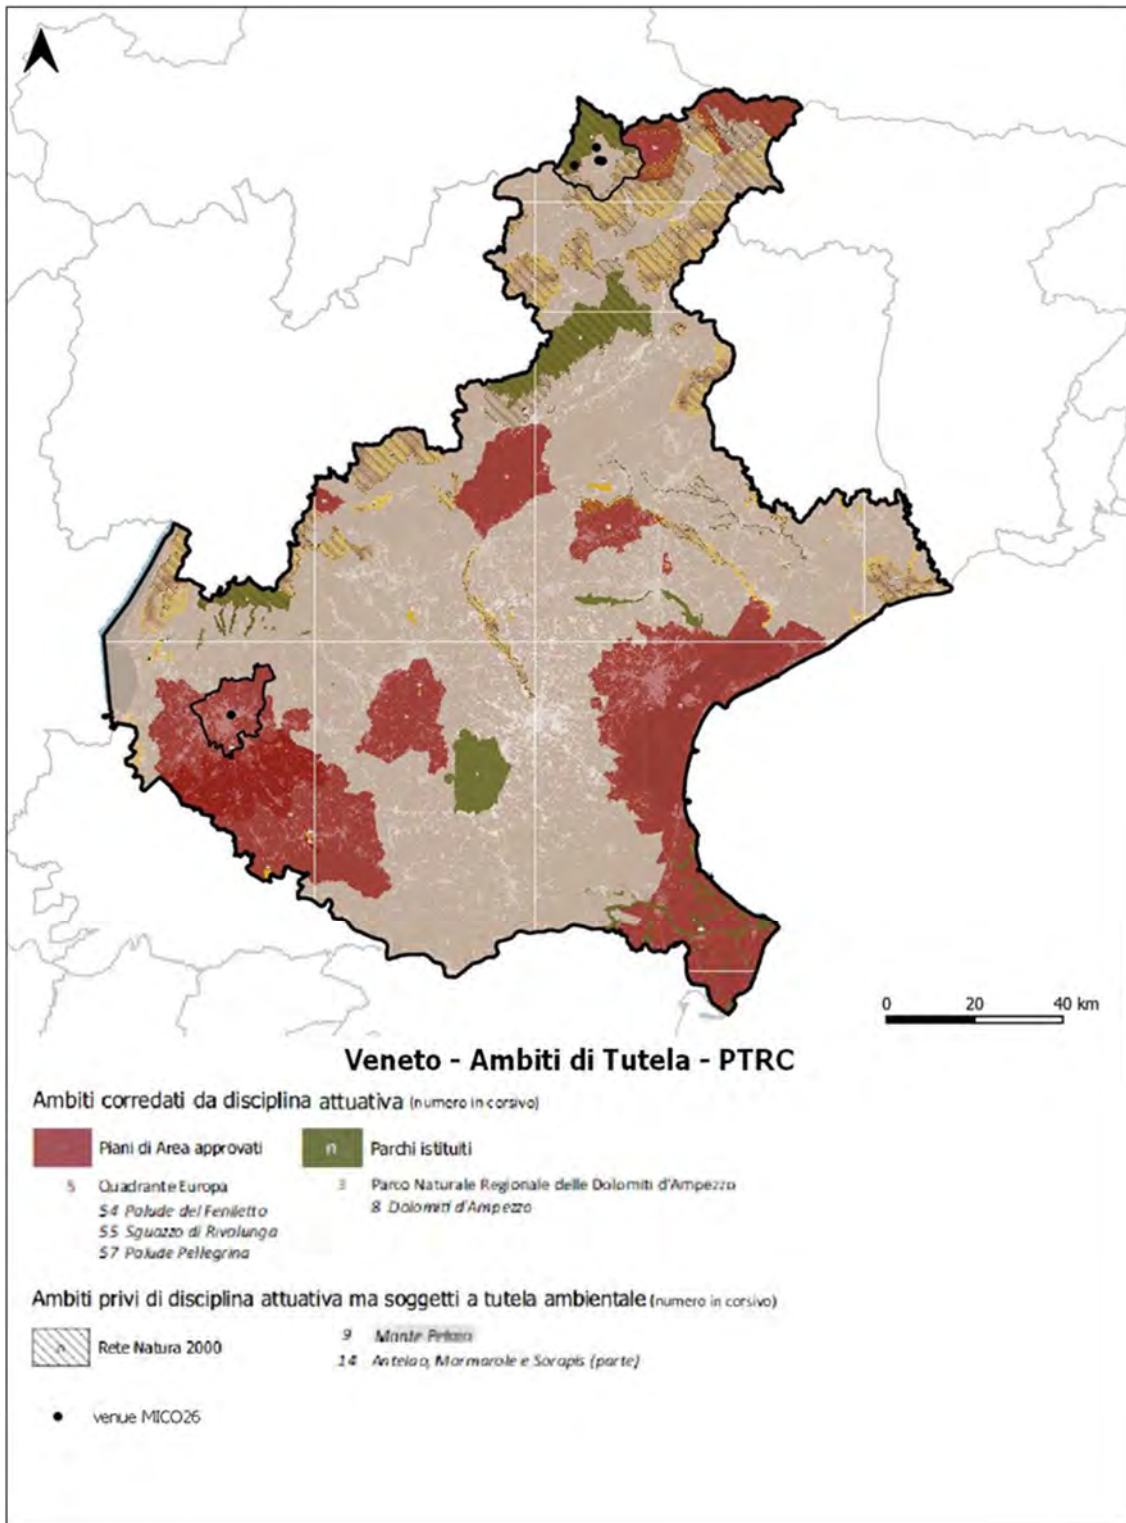 0 20 40 km
Veneto - Ambiti di Tutela - PTRC
Ambiti corredati da disciplina attuativa (numero in corsivo)
Piani di Area approvati
n Parchi istituiti
5 Quadrante Europa
54 Palude del Feniletto
55 Sguazzo di Rivalunga
57 Palude Pellegrina
3 Parco Naturale Regionale delle Dolomiti d'Ampezzo
8 Dolomiti d'Ampezzo
Ambiti privi di disciplina attuativa ma soggetti a tutela ambientale (numero in corsivo)
n Rete Natura 2000
9 Monte
14 Antelao, Marmarole e Sorapis (parte)
venue MICO26